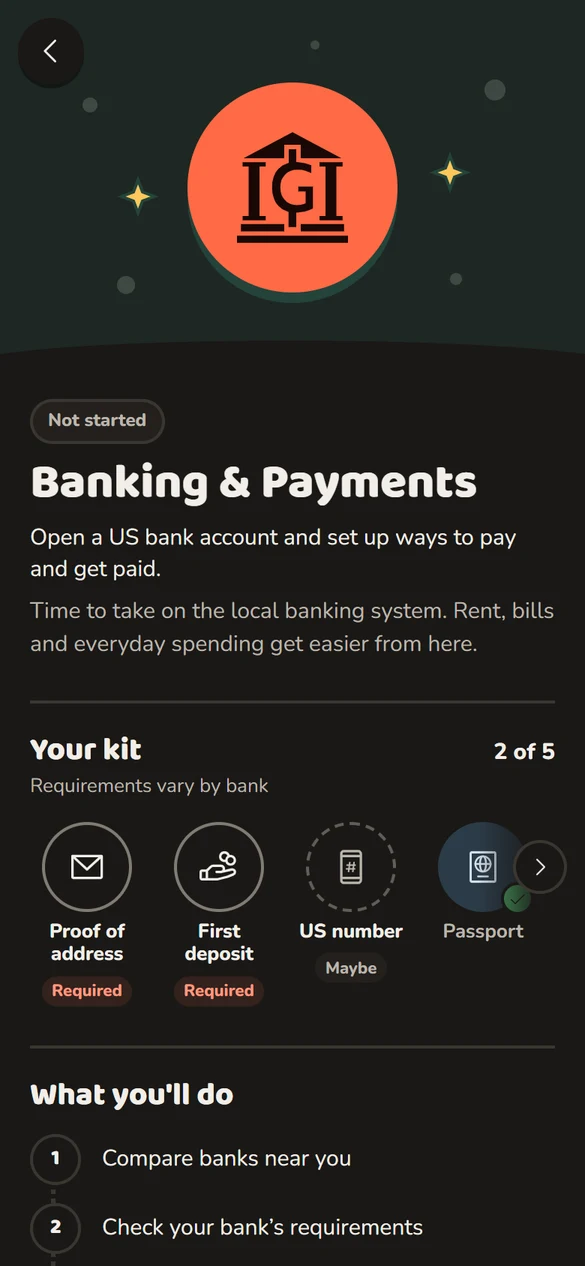 Not started
Banking & Payments
Open a US bank account and set up ways to pay
and get paid.
Time to take on the local banking system. Rent, bills
and everyday spending get easier from here.
Your kit
2 of 5
Requirements vary by bank
Proof of
address
Required
First
deposit
Required
#
US number
Maybe
Passport
What you'll do
1
Compare banks near you
2
Check your bank’s requirements